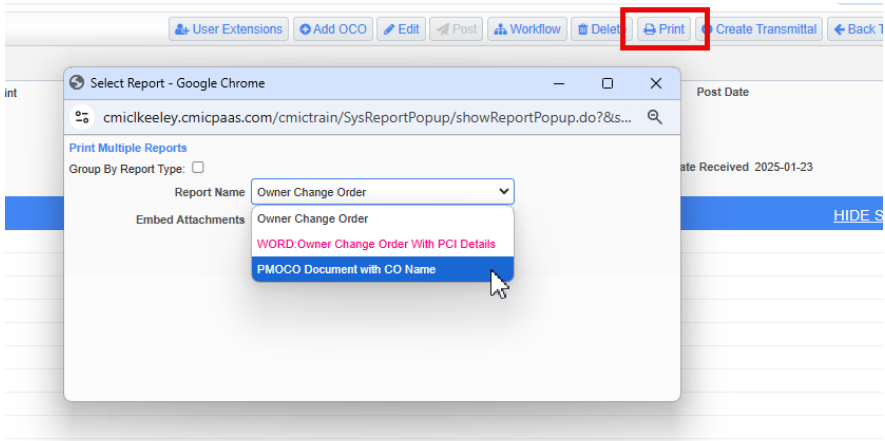 User Extensions Add OCO Edit Post Workflow Delete Print Create Transmittal Back
Select Report - Google Chrome
int
Post Date
cmiclkeeley.cmicpaas.com/cmictrain/SysReportPopup/showReportPopup.do?&s...
Print Multiple Reports
Group By Report Type:
ate Received 2025-01-23
Report Name Owner Change Order
Embed Attachments
HIDE S
Owner Change Order
WORD:Owner Change Order With PCI Details
PMOCO Document with CO Name